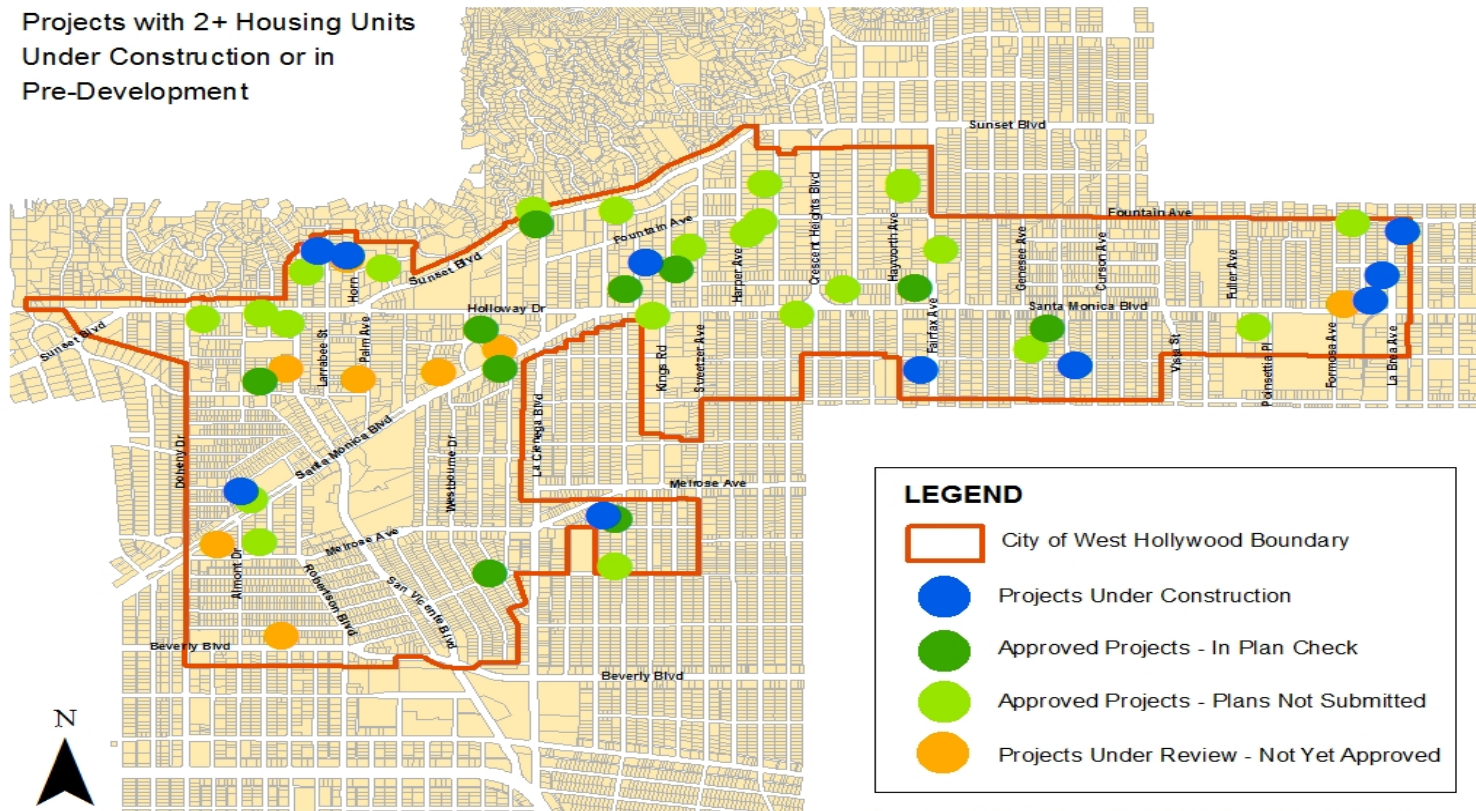 Projects with 2+ Housing Units
Under Construction or in
Pre-Development
Sunset Blvd
Fountain Ave
Fountain Ave
Sunset Blvd
Sunset Blvd
Horn
Holloway Dr
Santa Monica Blvd
Harper Ave
Crescent Heights Blvd
Hayworth Ave
Fairfax Ave
Genesee Ave
Curson Ave
Fuller Ave
Vista St
Poinsettia Pl
Formosa Ave
La Brea Ave
Larrabee St
Palm Ave
Kings Rd
Sweetzer Ave
Doheny Dr
Santa Monica Blvd
Westbourne Dr
La Cienega Blvd
Melrose Ave
Melrose Ave
Almont Dr
Robertson Blvd
San Vicente Blvd
Beverly Blvd
Beverly Blvd
N
LEGEND
City of West Hollywood Boundary
Projects Under Construction
Approved Projects - In Plan Check
Approved Projects - Plans Not Submitted
Projects Under Review - Not Yet Approved